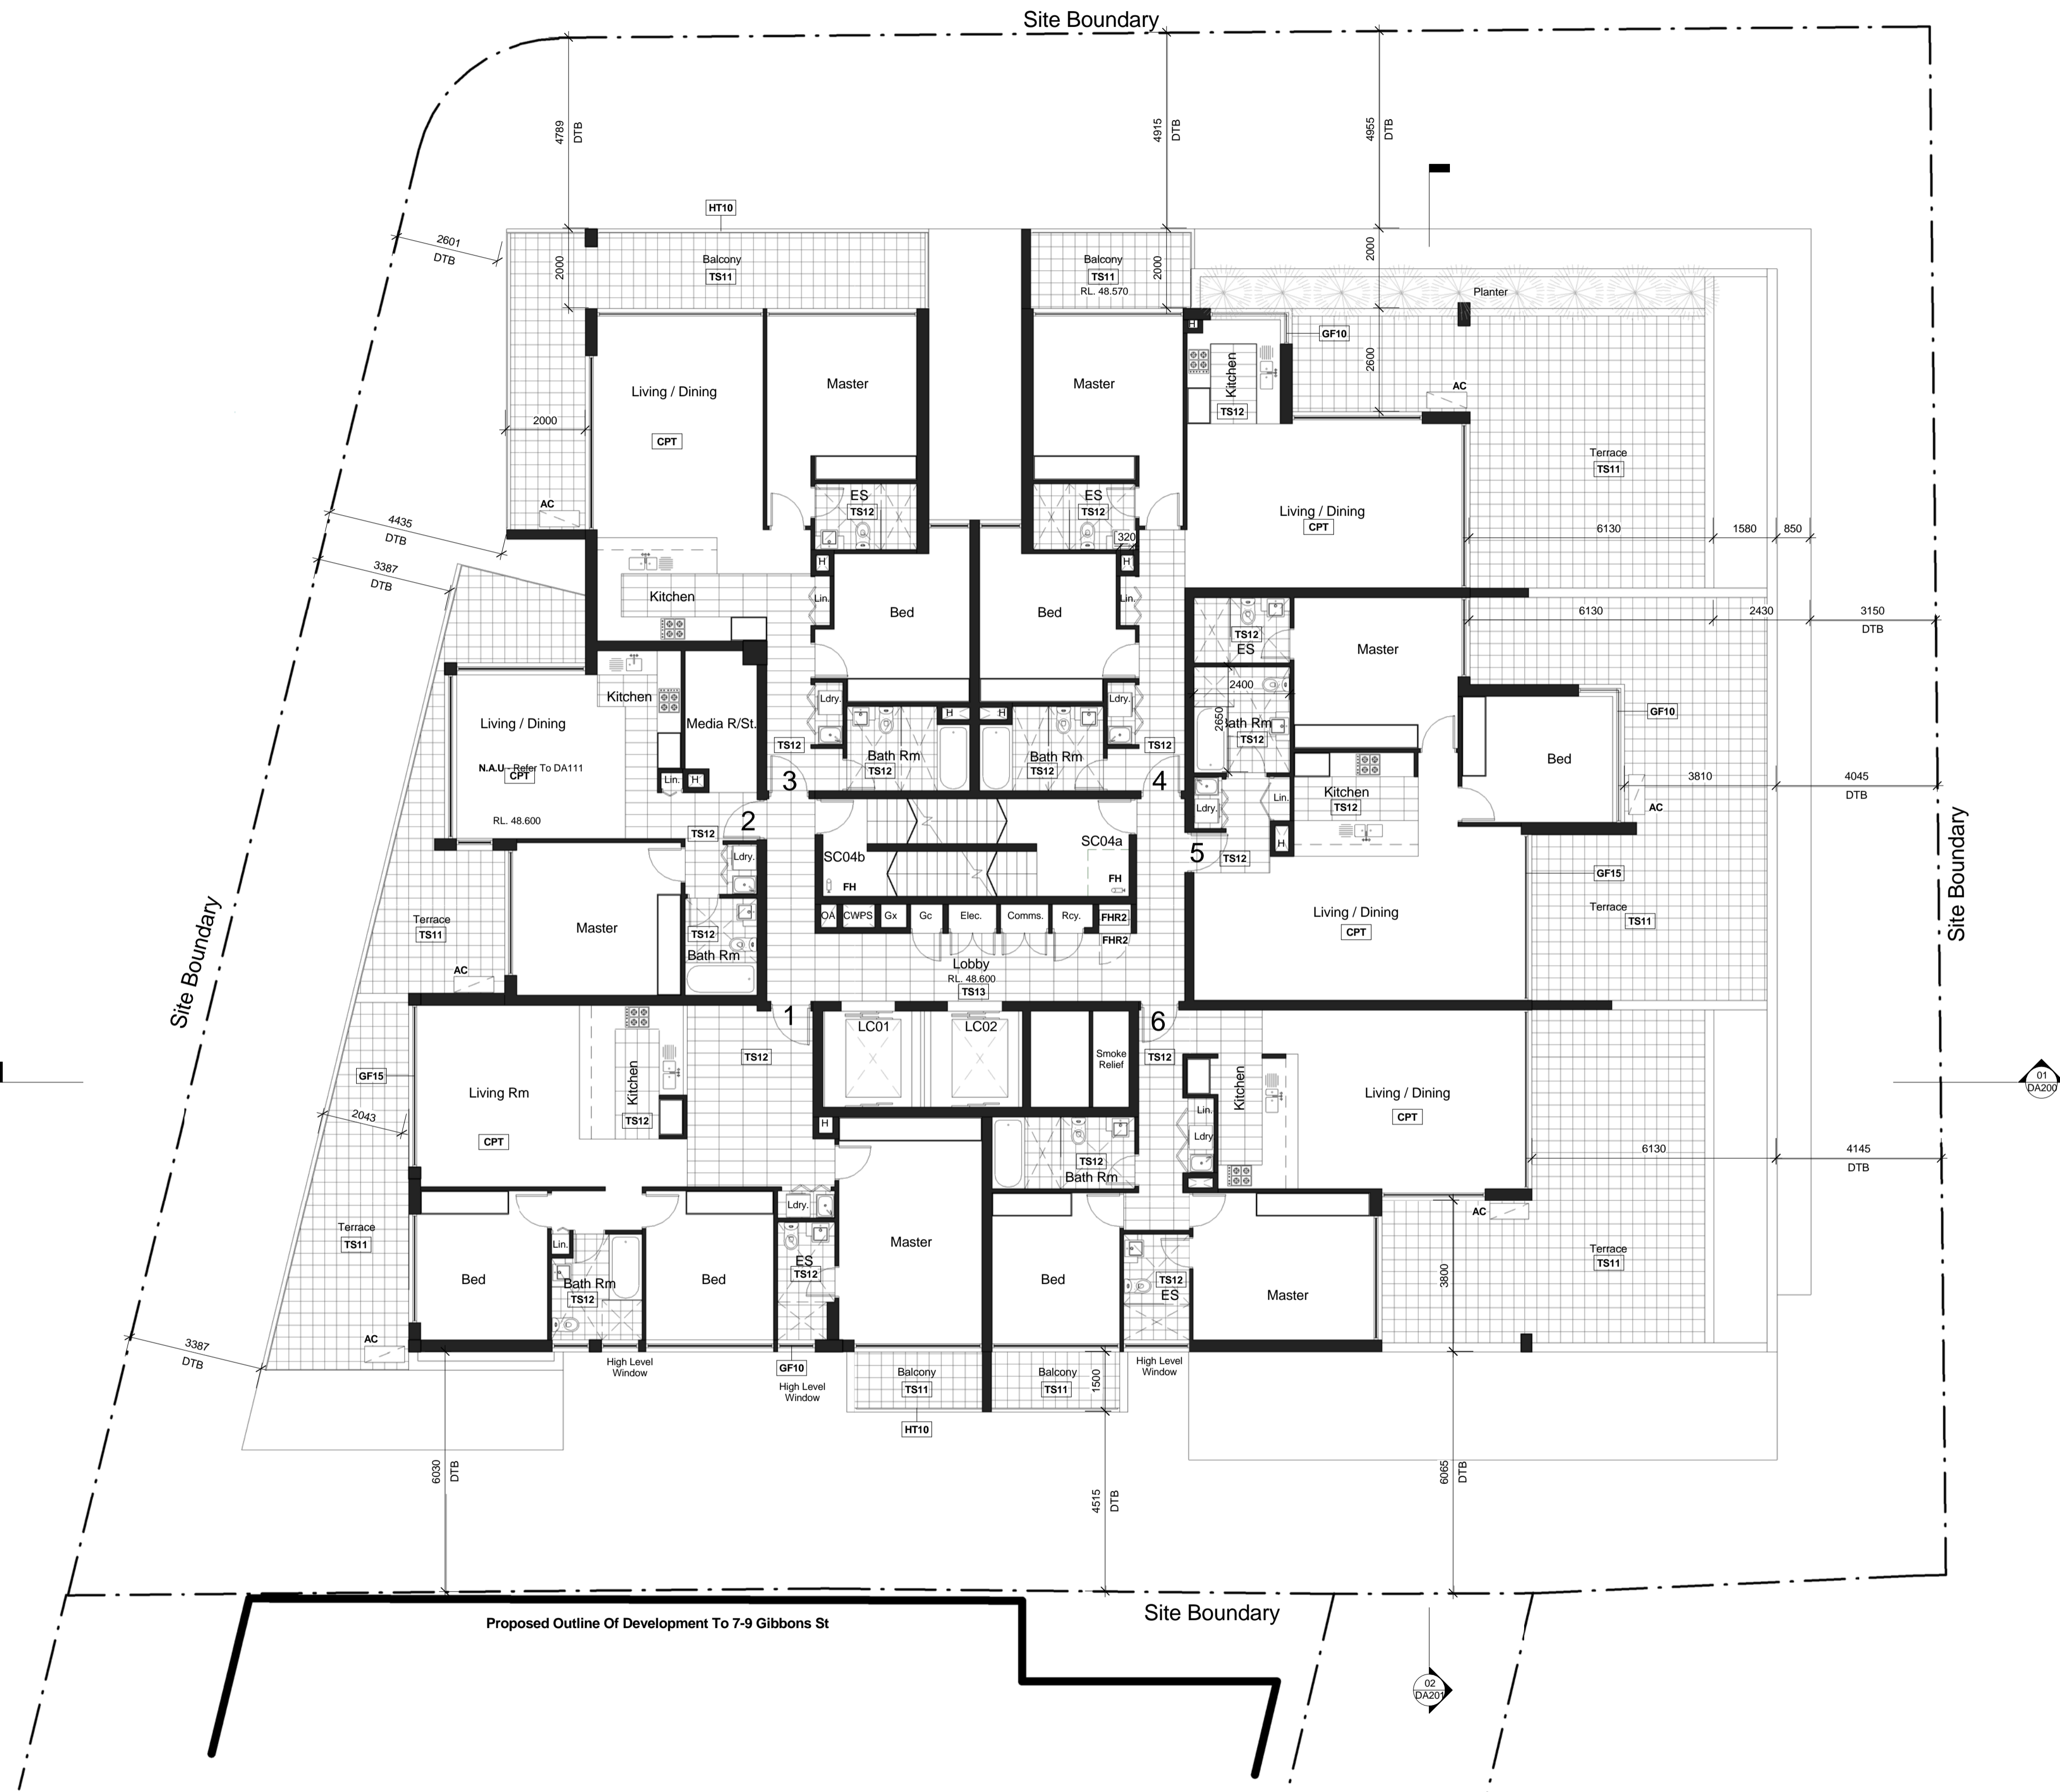 Site Boundary
4789
DTB
4915
DTB
4955
DTB
HT10
2601
DTB
2000
Balcony
TS11
Balcony
TS11
RL. 48.570
2000
2000
Planter
GF10
2600
Living / Dining
CPT
Master
Master
Kitchen
TS12
AC
2000
Terrace
TS11
AC
ES
TS12
ES
TS12
320
Living / Dining
CPT
6130
1580
850
4435
DTB
3387
DTB
H
H
H
Kitchen
Lin.
Bed
Bed
Lin.
TS12
ES
Master
6130
2430
3150
DTB
Living / Dining
Kitchen
Media R/St.
Ldry.
Ldry.
2400
2650
Bath Rm
TS12
GF10
H
H
Bed
N.A.U - Refer To DA111
CPT
RL. 48.600
Lin.
H
TS12
3
Bath Rm
TS12
Bath Rm
TS12
TS12
4
Ldry.
Lin.
Kitchen
TS12
3810
AC
4045
DTB
TS12
2
Ldry.
SC04b
FH
SC04a
FH
5
TS12
H
GF15
Site Boundary
Site Boundary
Terrace
TS11
AC
Master
TS12
Bath Rm
OA
CWPS
Gx
Gc
Elec.
Comms.
Rcy.
FHR2
FHR2
Lobby
RL. 48.600
TS13
Living / Dining
CPT
Terrace
TS11
1
6
LC01
LC02
Smoke
Relief
TS12
TS12
GF15
Living Rm
CPT
Kitchen
TS12
2043
H
Lin.
Ldry
Kitchen
Living / Dining
CPT
01
DA200
6130
4145
DTB
TS12
Bath Rm
Ldry.
AC
Terrace
TS11
Bed
Lin.
Bath Rm
TS12
Bed
ES
TS12
Master
Bed
TS12
ES
Master
3800
Terrace
TS11
AC
3387
DTB
High Level
Window
GF10
High Level
Window
Balcony
TS11
HT10
Balcony
TS11
1500
High Level
Window
6030
DTB
4515
DTB
6065
DTB
Site Boundary
Proposed Outline Of Development To 7-9 Gibbons St
02
DA201